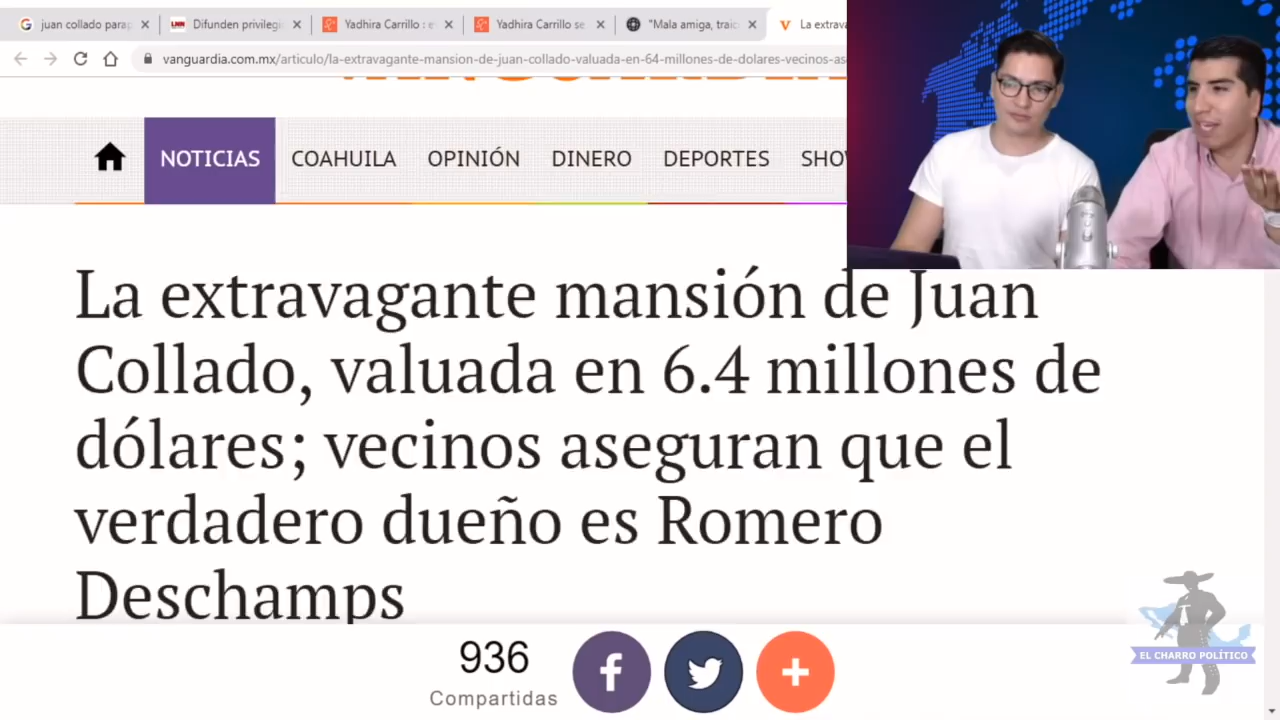 juan collado parap
Difunden privilegi
Yadhira Carrillo : e
Yadhira Carrillo se
"Mala amiga, traic
La extrava
vanguardia.com.mx/articulo/la-extravagante-mansion-de-juan-collado-valuada-en-64-millones-de-dolares-vecinos-as
NOTICIAS COAHUILA OPINIÓN DINERO DEPORTES SHOW
La extravagante mansión de Juan
Collado, valuada en 6.4 millones de
dólares; vecinos aseguran que el
verdadero dueño es Romero
Deschamps
936
Compartidas
EL CHARRO POLÍTICO